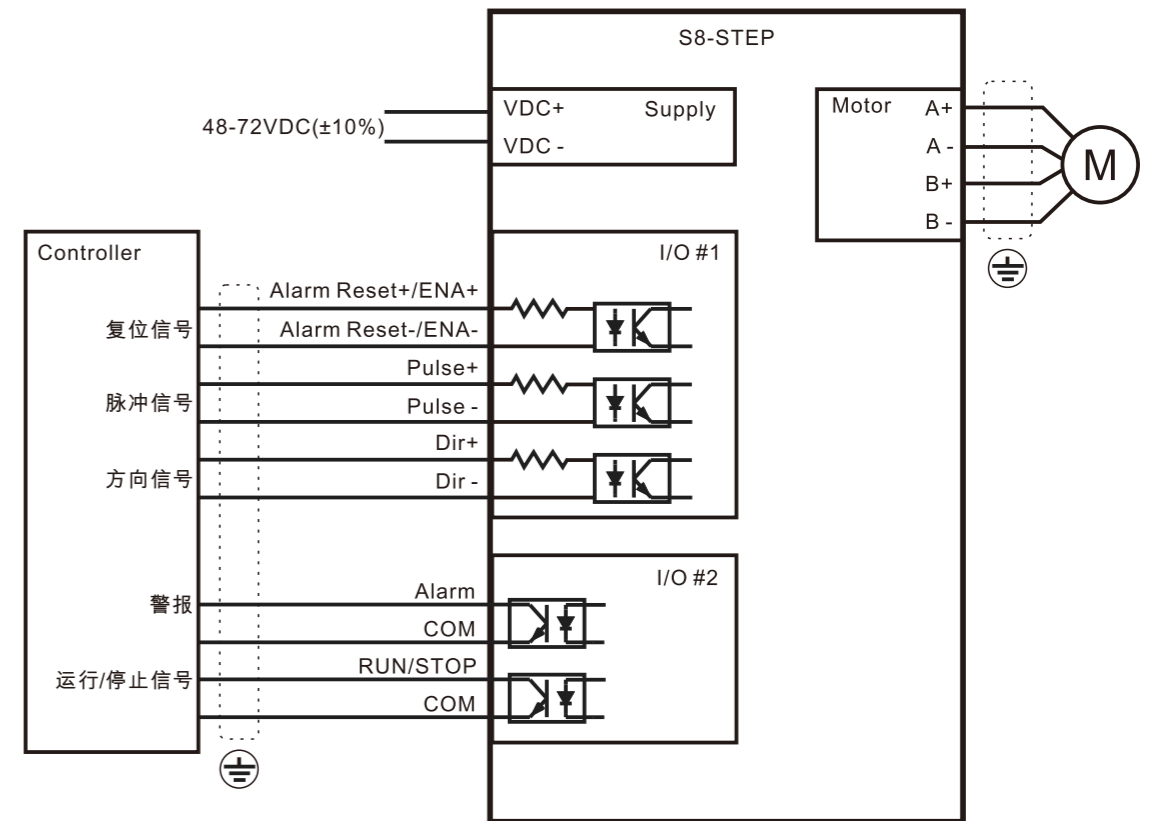 S8-STEP
48-72VDC(±10%)
VDC+
Supply
VDC -
Motor
A+
A -
B+
B -
M
Controller
I/O #1
复位信号
Alarm Reset+/ENA+
Alarm Reset-/ENA-
脉冲信号
Pulse+
Pulse -
方向信号
Dir+
Dir -
I/O #2
警报
Alarm
COM
运行/停止信号
RUN/STOP
COM